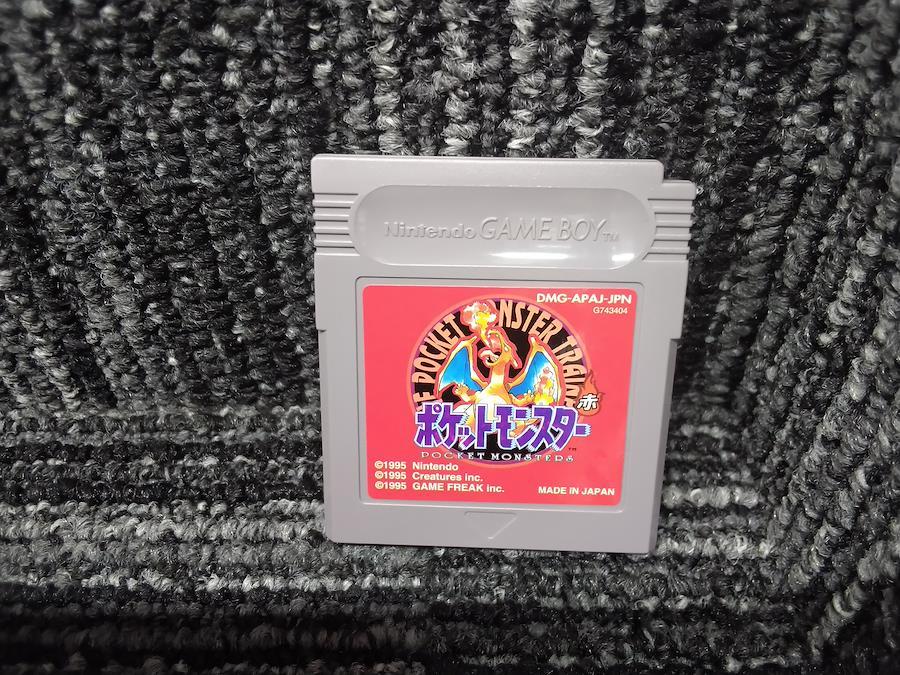 Nintendo GAME BOY TM
DMG-APAJ-JPN
G743404
POCKET MONSTER TRAINER
赤
ポケットモンスター
TM
POCKET MONSTERS
©1995 Nintendo
©1995 Creatures inc.
©1995 GAME FREAK inc.
MADE IN JAPAN